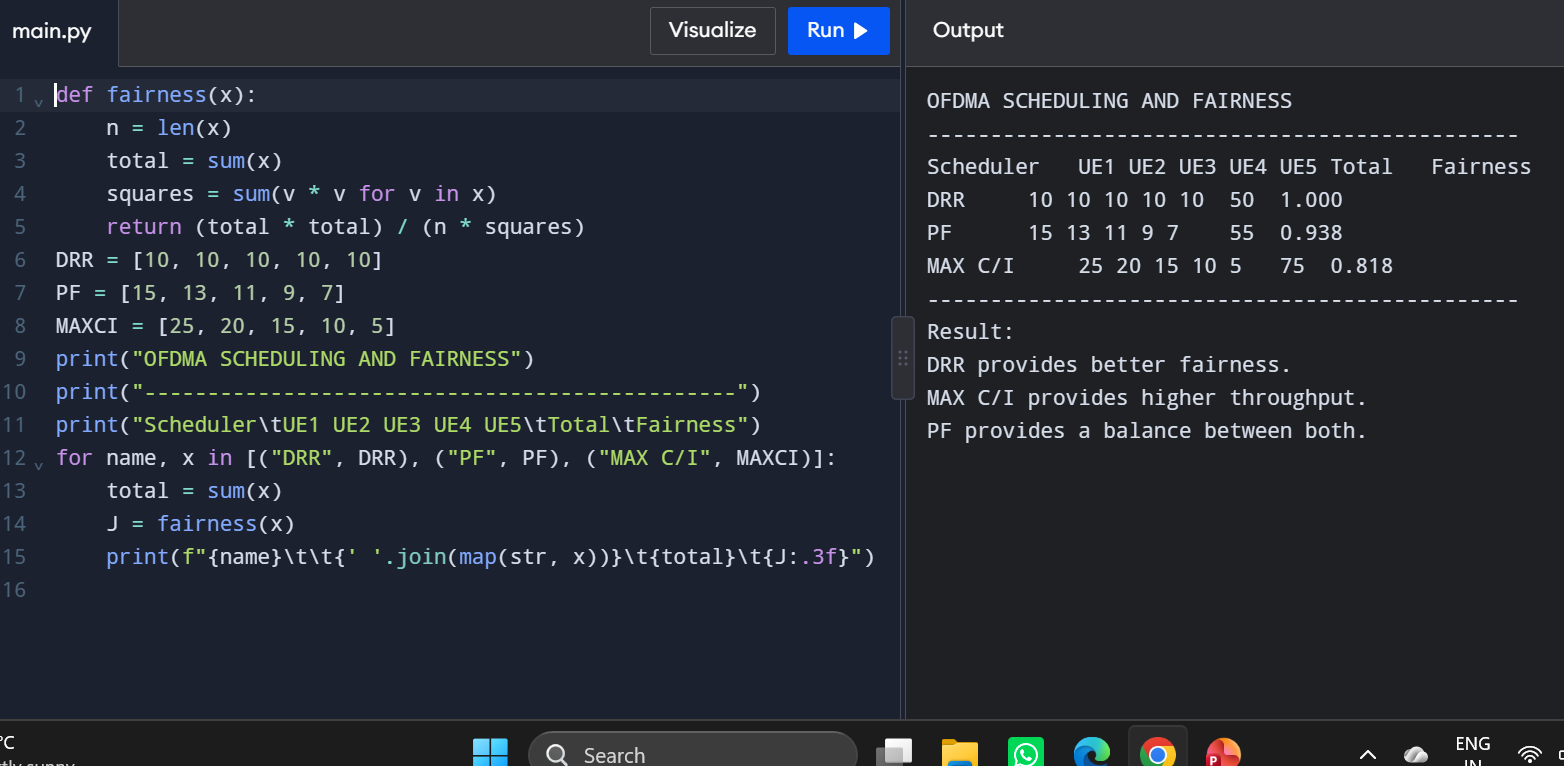 main.py
Visualize
Run
1 def fairness(x):
2     n = len(x)
3     total = sum(x)
4     squares = sum(v * v for v in x)
5     return (total * total) / (n * squares)
6 DRR = [10, 10, 10, 10, 10]
7 PF = [15, 13, 11, 9, 7]
8 MAXCI = [25, 20, 15, 10, 5]
9 print("OFDMA SCHEDULING AND FAIRNESS")
10 print("-----------------------------------------------")
11 print("Scheduler\tUE1 UE2 UE3 UE4 UE5\tTotal\tFairness")
12 for name, x in [("DRR", DRR), ("PF", PF), ("MAX C/I", MAXCI)]:
13     total = sum(x)
14     J = fairness(x)
15     print(f"{name}\t\t{' '.join(map(str, x))}\t{total}\t{J:.3f}")
16
Output
OFDMA SCHEDULING AND FAIRNESS
-----------------------------------------------
Scheduler   UE1 UE2 UE3 UE4 UE5 Total   Fairness
DRR     10 10 10 10 10  50  1.000
PF      15 13 11 9 7    55  0.938
MAX C/I     25 20 15 10 5   75  0.818
-----------------------------------------------
Result:
DRR provides better fairness.
MAX C/I provides higher throughput.
PF provides a balance between both.
°C
Search
P
ENG
IN